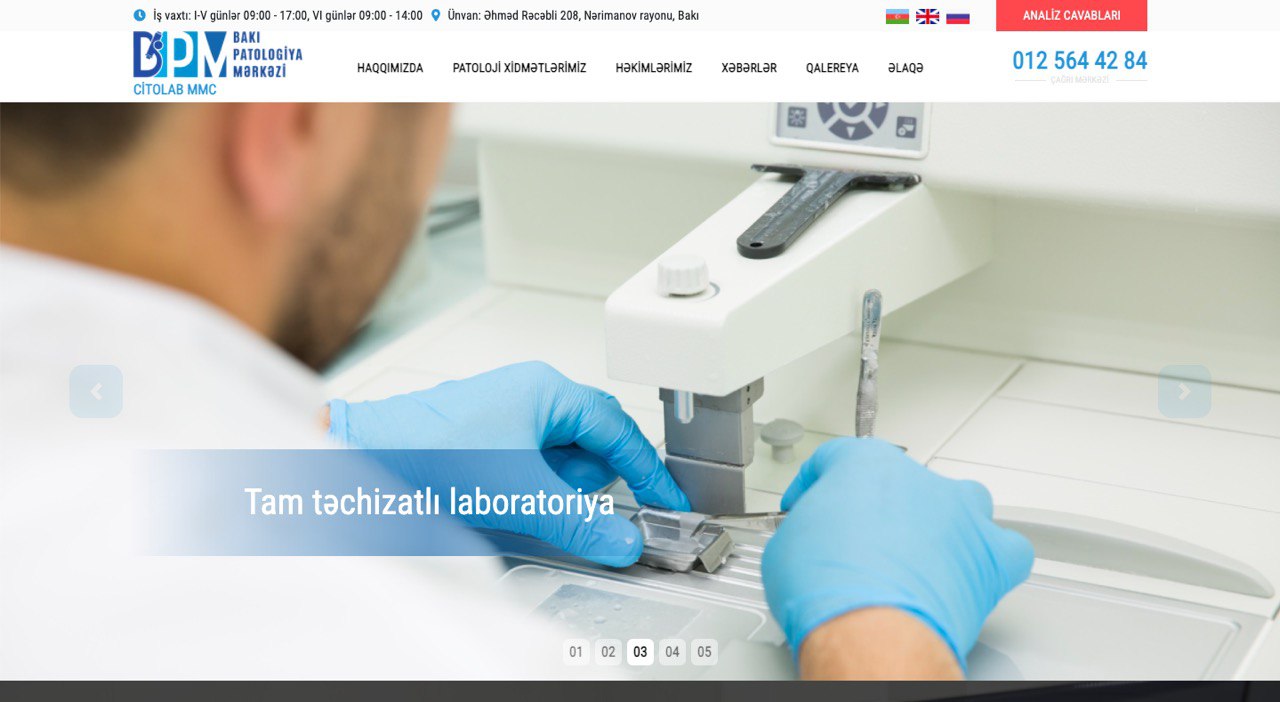 İş vaxtı: I-V günlər 09:00 - 17:00, VI günlər 09:00 - 14:00 Ünvan: Əhməd Rəcəbli 208, Nərimanov rayonu, Bakı ANALİZ CAVABLARI
BPM BAKI
PATOLOGİYA
MƏRKƏZİ
CİTOLAB MMC
HAQQIMIZDA PATOLOJİ XİDMƏTLƏRİMİZ HƏKİMLƏRİMİZ XƏBƏRLƏR QALEREYA ƏLAQƏ
012 564 42 84
ÇAĞRI MƏRKƏZİ
Tam təchizatlı laboratoriya
01 02 03 04 05